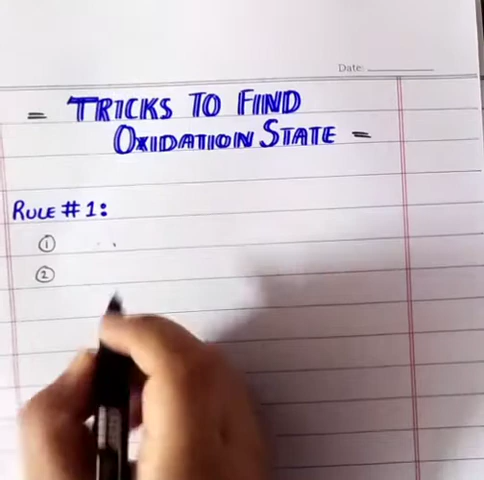 Date:
= TRICKS TO FIND
OXIDATION STATE =
RULE # 1:
①
②